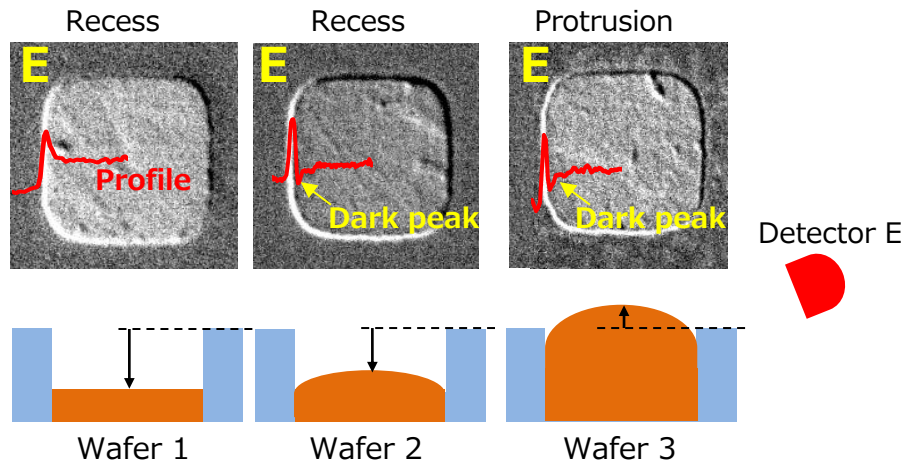 Recess
Recess
Protrusion
E
E
E
Profile
Dark peak
Dark peak
Detector E
Wafer 1
Wafer 2
Wafer 3